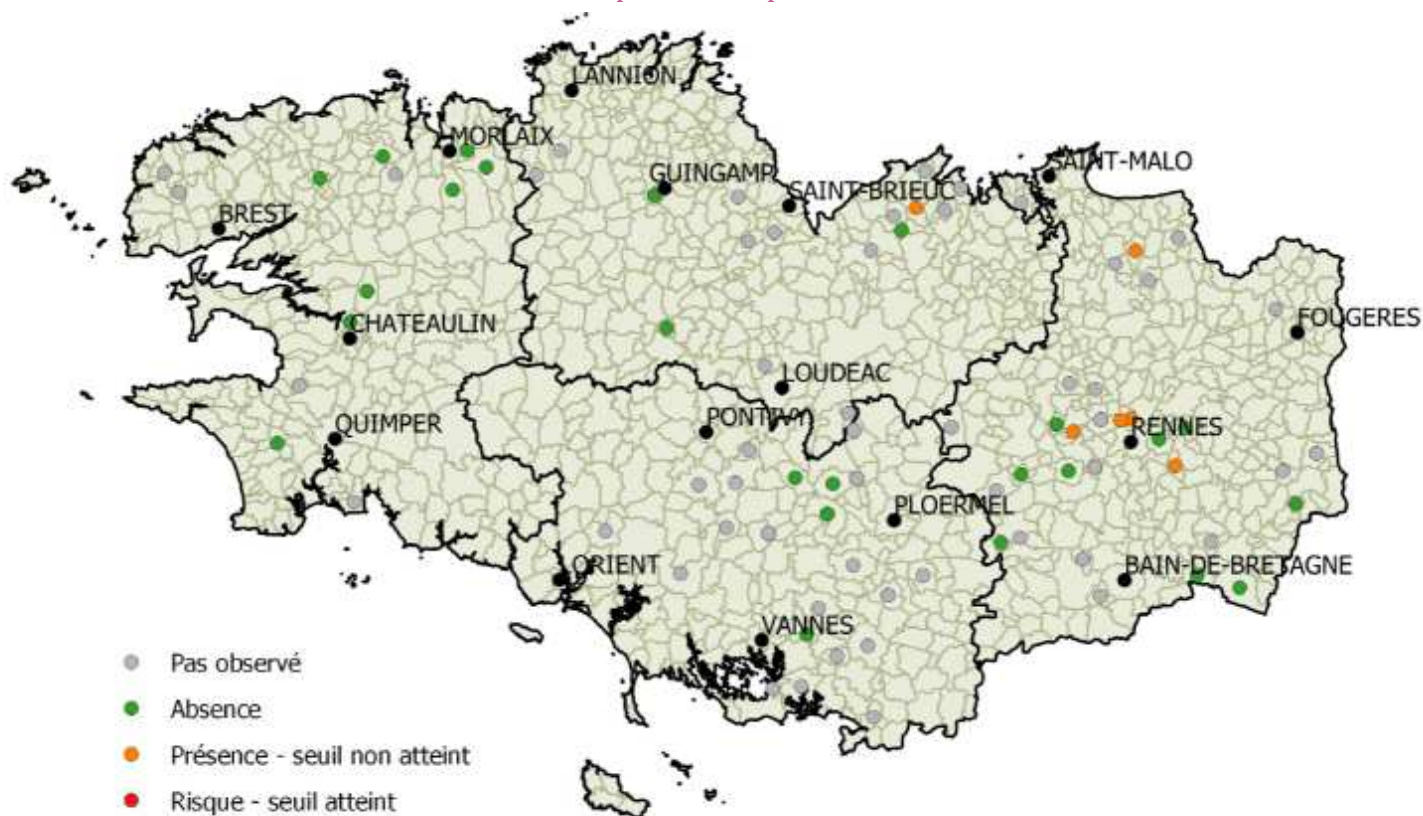 LANNION
MORLAIX
GUINGAMP
SAINT-BRIEUC
SAINT-MALO
BREST
CHATEAULIN
FOUGERES
LOUDEAC
QUIMPER
PONTIVY
RENNES
PLOERMEL
ORIENT
BAIN-DE-BRETAGNE
VANNES
Pas observé
Absence
Présence - seuil non atteint
Risque - seuil atteint